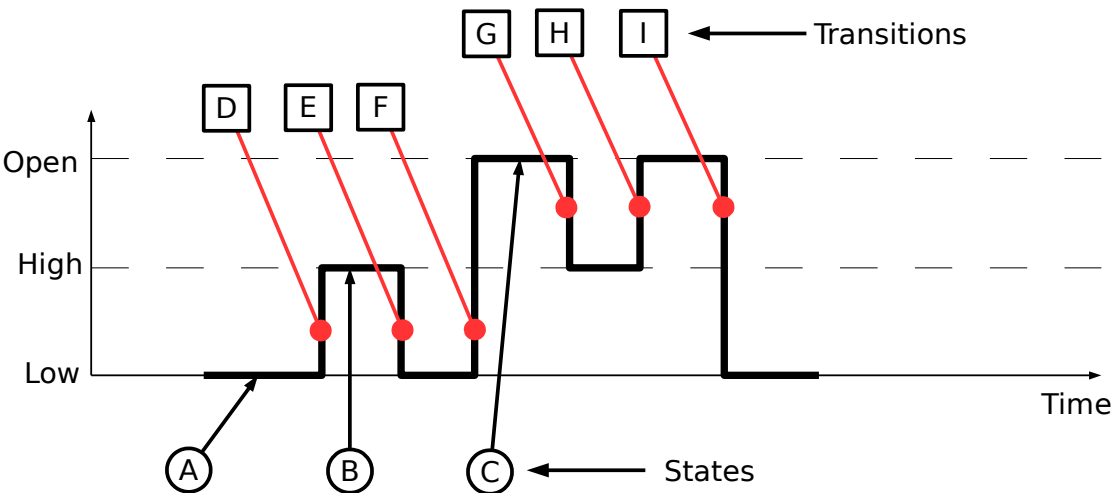 G H I Transitions
D E F
Open
High
Low
Time
A B C States